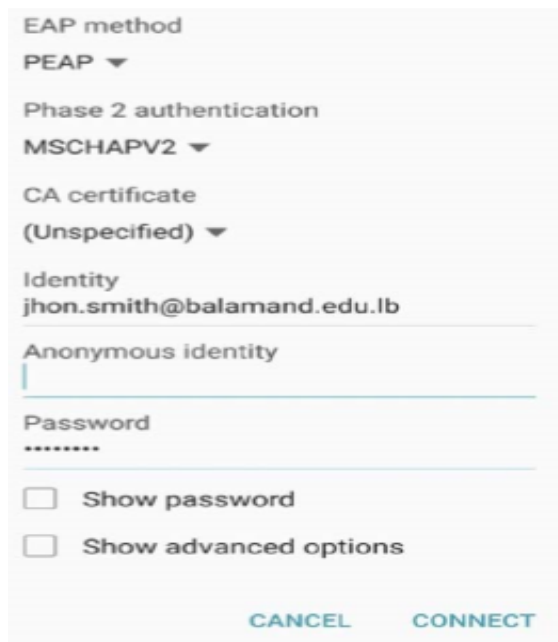 EAP method
PEAP
Phase 2 authentication
MSCHAPV2
CA certificate
(Unspecified)
Identity
jhon.smith@balamand.edu.lb
Anonymous identity
Password
••••••••
Show password
Show advanced options
CANCEL CONNECT